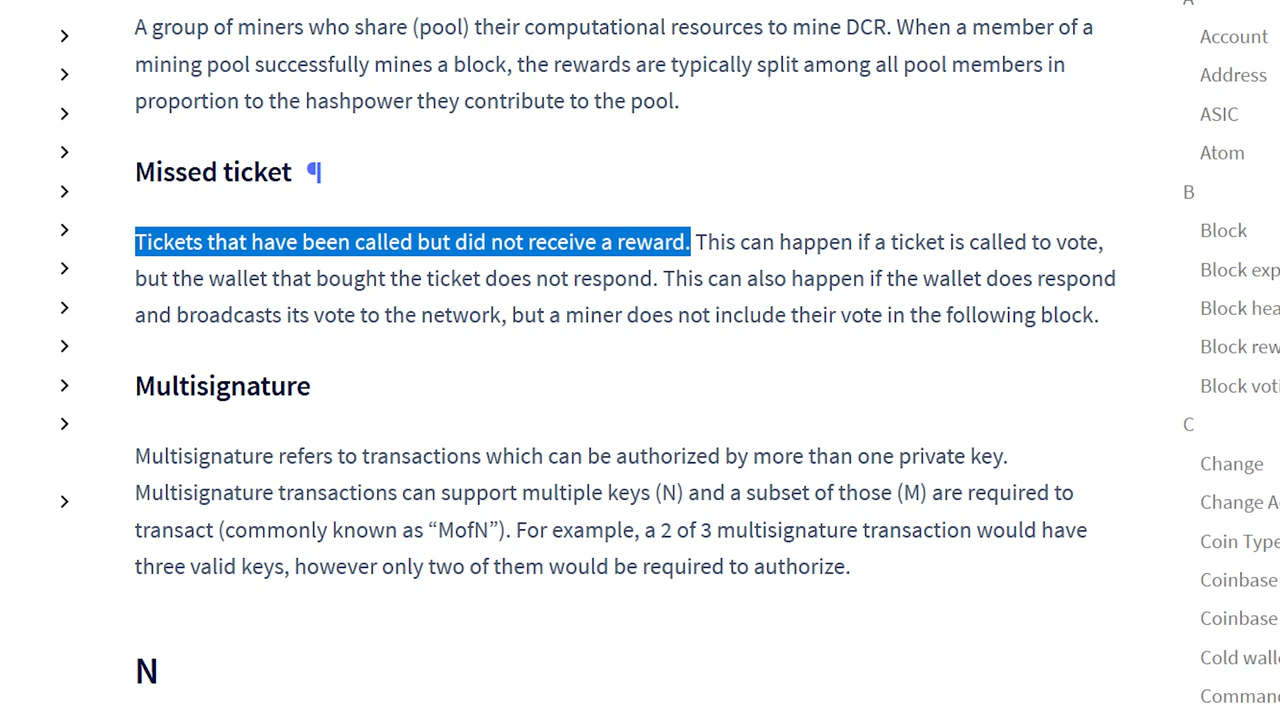 A group of miners who share (pool) their computational resources to mine DCR. When a member of a
mining pool successfully mines a block, the rewards are typically split among all pool members in
proportion to the hashpower they contribute to the pool.
Missed ticket ¶
Tickets that have been called but did not receive a reward. This can happen if a ticket is called to vote,
but the wallet that bought the ticket does not respond. This can also happen if the wallet does respond
and broadcasts its vote to the network, but a miner does not include their vote in the following block.
Multisignature
Multisignature refers to transactions which can be authorized by more than one private key.
Multisignature transactions can support multiple keys (N) and a subset of those (M) are required to
transact (commonly known as “MofN”). For example, a 2 of 3 multisignature transaction would have
three valid keys, however only two of them would be required to authorize.
N
A
Account
Address
ASIC
Atom
B
Block
Block exp
Block hea
Block rew
Block voti
C
Change
Change A
Coin Type
Coinbase
Coinbase
Cold walle
Comman